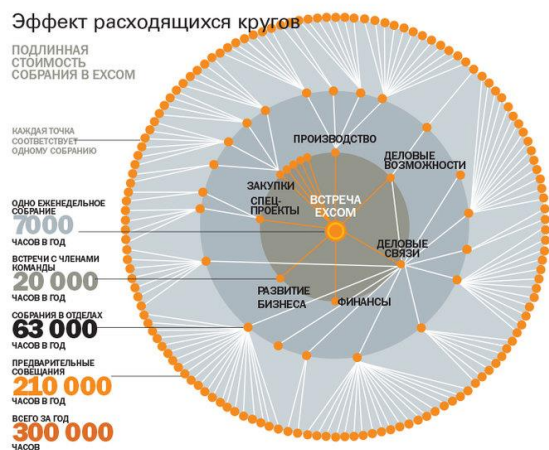 Эффект расходящихся кругов
ПОДЛИННАЯ
СТОИМОСТЬ
СОБРАНИЯ В EXCOM
КАЖДАЯ ТОЧКА
СООТВЕТСТВУЕТ
ОДНОМУ СОБРАНИЮ
ОДНО ЕЖЕНЕДЕЛЬНОЕ
СОБРАНИЕ
7000
ЧАСОВ В ГОД
ВСТРЕЧИ С ЧЛЕНАМИ
КОМАНДЫ
20 000
ЧАСОВ В ГОД
СОБРАНИЯ В ОТДЕЛАХ
63 000
ЧАСОВ В ГОД
ПРЕДВАРИТЕЛЬНЫЕ
СОВЕЩАНИЯ
210 000
ЧАСОВ В ГОД
ВСЕГО ЗА ГОД
300 000
ЧАСОВ
ПРОИЗВОДСТВО
ДЕЛОВЫЕ
ВОЗМОЖНОСТИ
ЗАКУПКИ
СПЕЦ-
ПРОЕКТЫ
ВСТРЕЧА
EXCOM
ДЕЛОВЫЕ
СВЯЗИ
РАЗВИТИЕ
БИЗНЕСА
ФИНАНСЫ